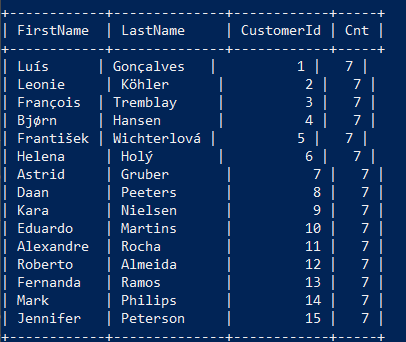 +------------+--------------+------------+-----+
| FirstName  | LastName     | CustomerId | Cnt |
+------------+--------------+------------+-----+
| Luís      | Gonçalves   |          1 |   7 |
| Leonie     | Köhler      |          2 |   7 |
| François  | Tremblay     |          3 |   7 |
| Bjørn     | Hansen       |          4 |   7 |
| František | Wichterlová |          5 |   7 |
| Helena     | Holý        |          6 |   7 |
| Astrid     | Gruber       |          7 |   7 |
| Daan       | Peeters      |          8 |   7 |
| Kara       | Nielsen      |          9 |   7 |
| Eduardo    | Martins      |         10 |   7 |
| Alexandre  | Rocha        |         11 |   7 |
| Roberto    | Almeida      |         12 |   7 |
| Fernanda   | Ramos        |         13 |   7 |
| Mark       | Philips      |         14 |   7 |
| Jennifer   | Peterson     |         15 |   7 |
+------------+--------------+------------+-----+